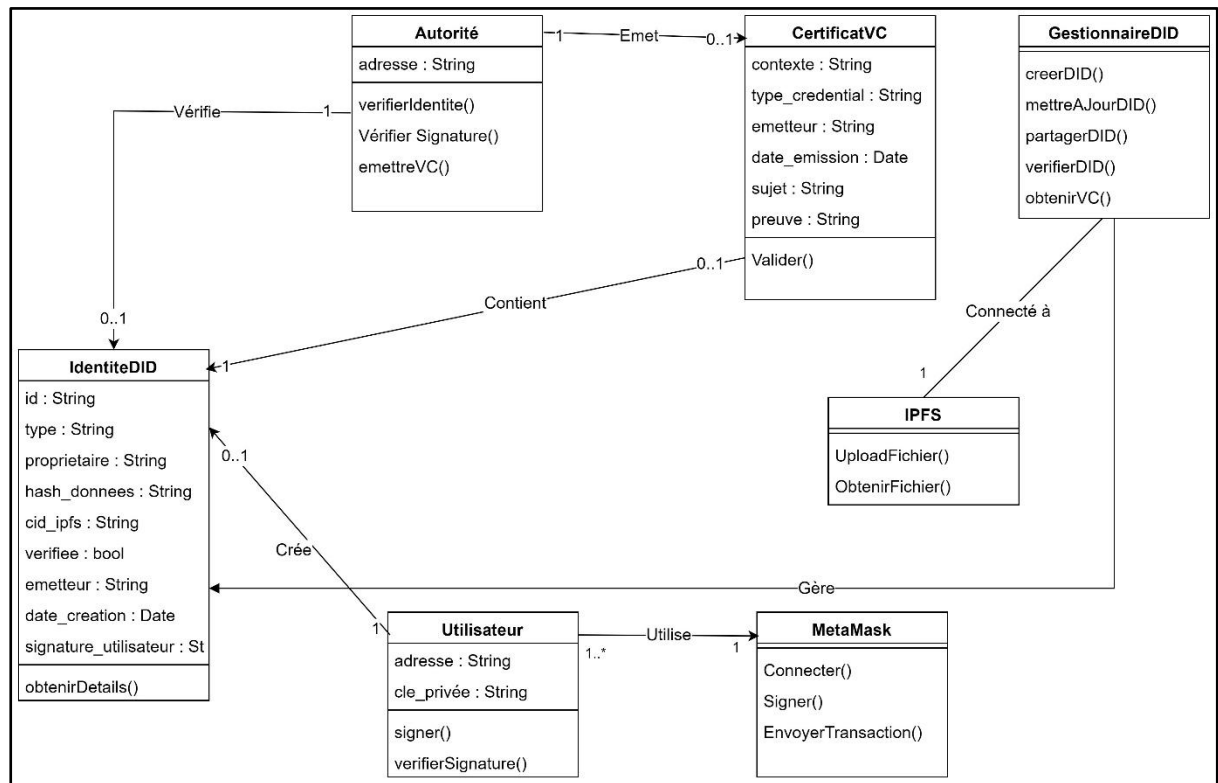 Autorité
adresse : String
verifierIdentite()
Vérifier Signature()
emettreVC()
1
Emet
0..1
CertificatVC
contexte : String
type_credential : String
emetteur : String
date_emission : Date
sujet : String
preuve : String
Valider()
GestionnaireDID
creerDID()
mettreAJourDID()
partagerDID()
verifierDID()
obtenirVC()
Vérifie
1
0..1
0..1
Contient
1
Connecté à
1
IdentiteDID
id : String
type : String
proprietaire : String
hash_donnees : String
cid_ipfs : String
verifiee : bool
emetteur : String
date_creation : Date
signature_utilisateur : St
obtenirDetails()
IPFS
UploadFichier()
ObtenirFichier()
0..1
Crée
1
Gère
Utilisateur
adresse : String
cle_privée : String
signer()
verifierSignature()
1..*
Utilise
1
MetaMask
Connecter()
Signer()
EnvoyerTransaction()